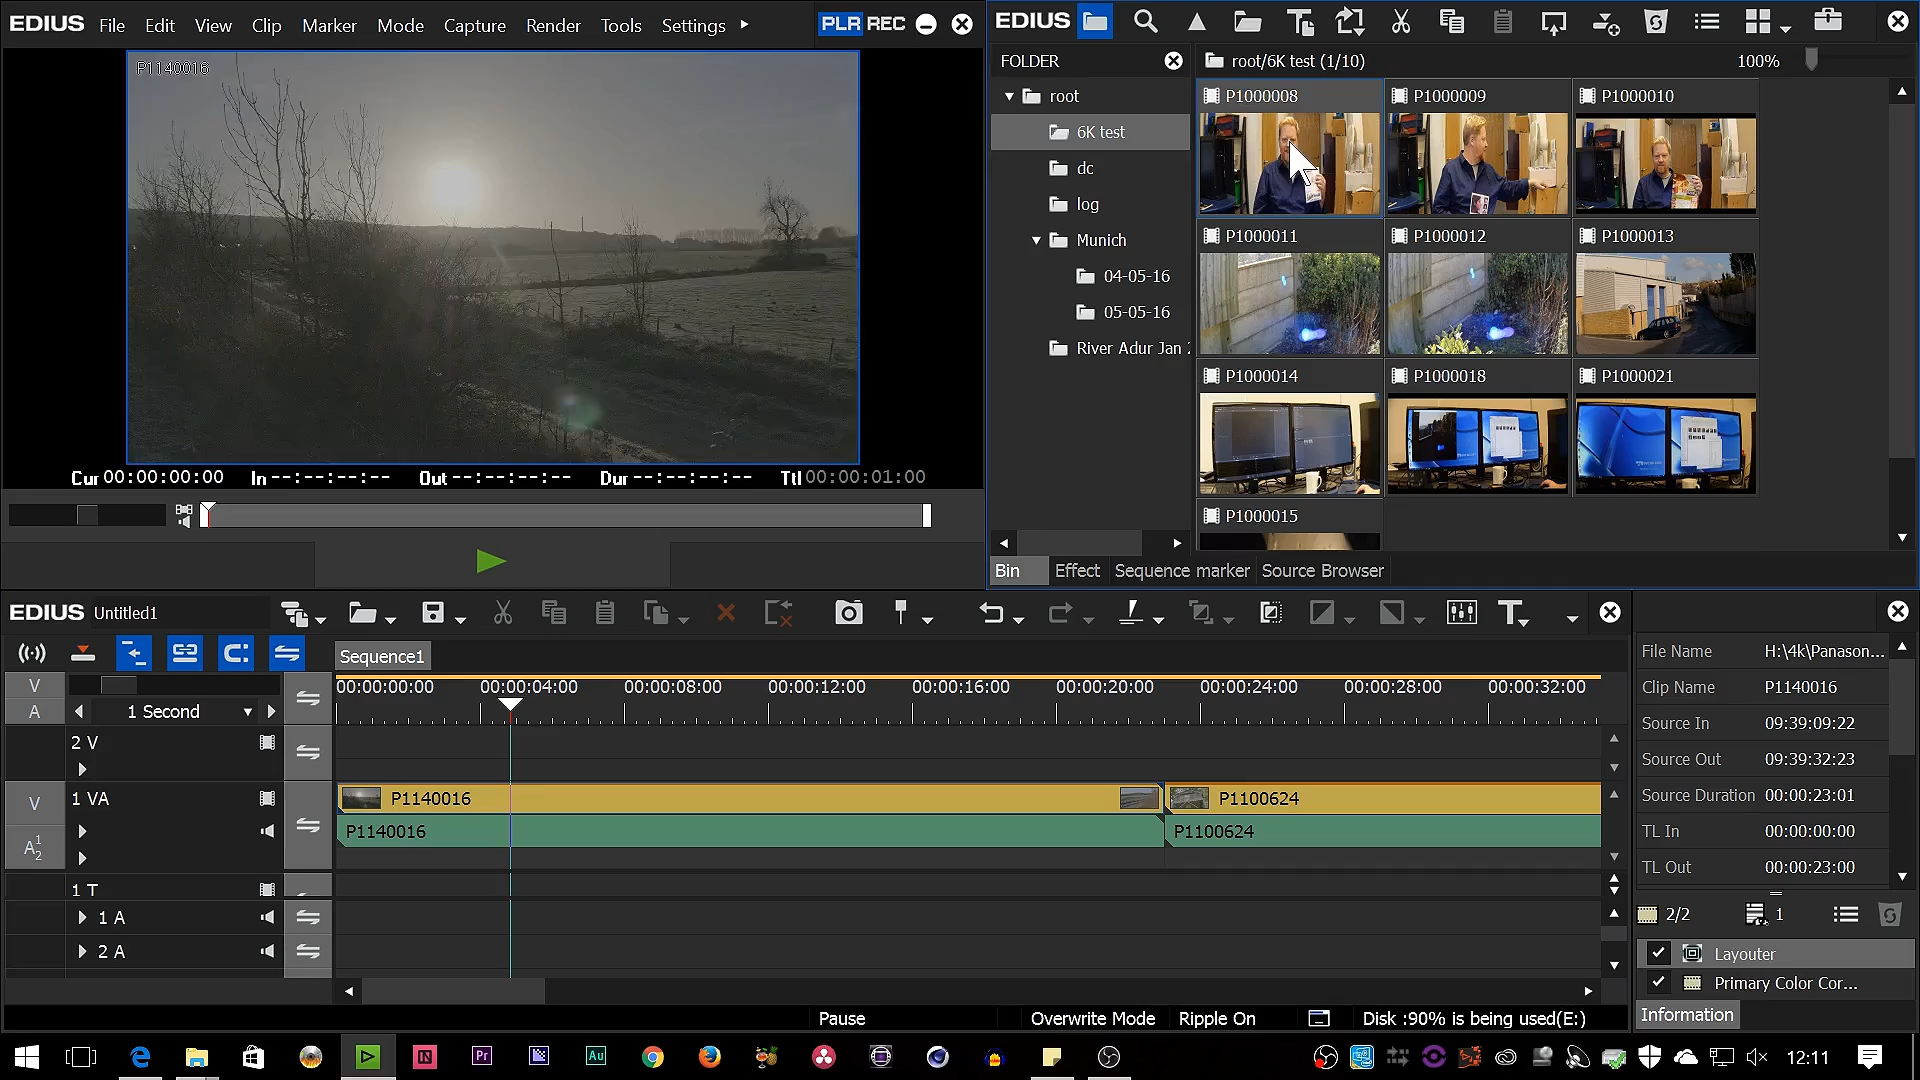 EDIUS File Edit View Clip Marker Mode Capture Render Tools Settings PLR REC
P1140016
Cur 00:00:00:00 In --:--:--:-- Out --:--:--:-- Dur --:--:--:-- Ttl 00:00:01:00
EDIUS
FOLDER
root
6K test
dc
log
Munich
04-05-16
05-05-16
River Adur Jan
root/6K test (1/10) 100%
P1000008 P1000009 P1000010
P1000011 P1000012 P1000013
P1000014 P1000018 P1000021
P1000015
Bin Effect Sequence marker Source Browser
EDIUS Untitled1
Sequence1
V
A
1 Second
00:00:00:00 00:00:04:00 00:00:08:00 00:00:12:00 00:00:16:00 00:00:20:00 00:00:24:00 00:00:28:00 00:00:32:00
2 V
V 1 VA
P1140016 P1100624
A 1 2
P1140016 P1100624
1 T
1 A
2 A
Pause Overwrite Mode Ripple On Disk :90% is being used(E:)
File Name H:\4k\Panason...
Clip Name P1140016
Source In 09:39:09:22
Source Out 09:39:32:23
Source Duration 00:00:23:01
TL In 00:00:00:00
TL Out 00:00:23:00
2/2 1
Layouter
Primary Color Cor...
Information
Pr Au 12:11